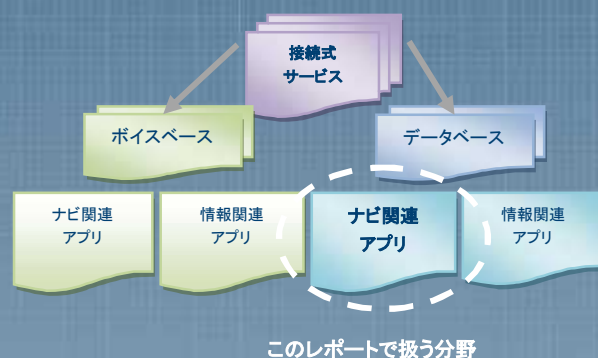 接続式
サービス
ボイスベース
データベース
ナビ関連
アプリ
情報関連
アプリ
ナビ関連
アプリ
情報関連
アプリ
このレポートで扱う分野